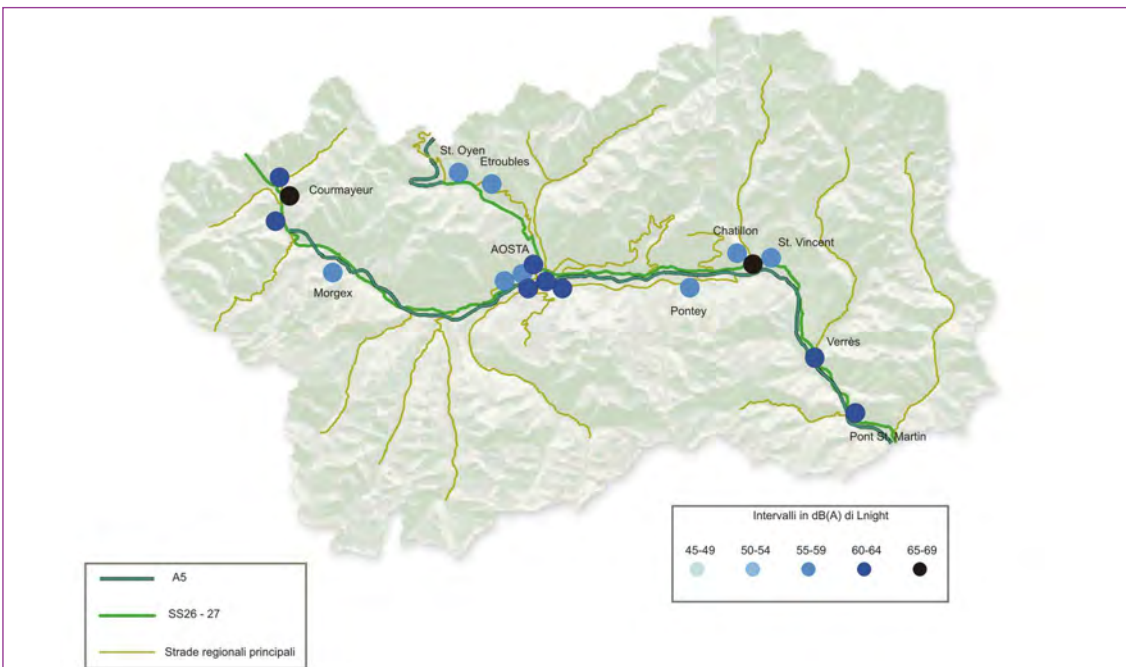 St. Oyen
Etroubles
Courmayeur
AOSTA
Chatillon
St. Vincent
Morgex
Pontey
Verrès
Pont St. Martin
Intervalli in dB(A) di Lnight
45-49 50-54 55-59 60-64 65-69
A5
SS26 - 27
Strade regionali principali